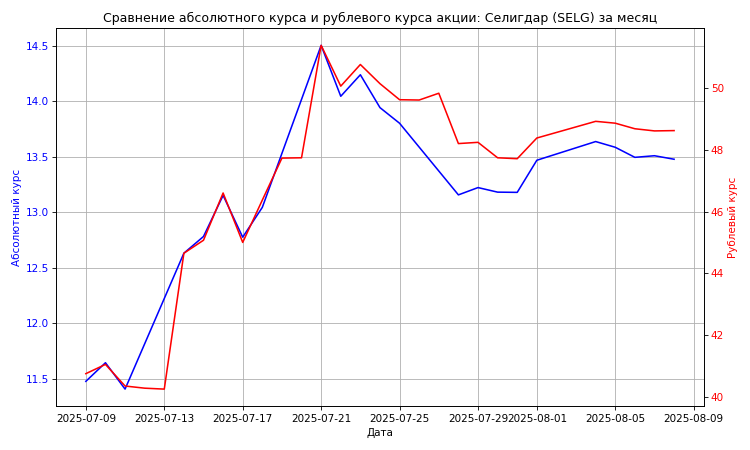 Сравнение абсолютного курса и рублевого курса акции: Селигдар (SELG) за месяц
Абсолютный курс
14.5
14.0
13.5
13.0
12.5
12.0
11.5
50
48
46
44
42
40
Рублевый курс
2025-07-09 2025-07-13 2025-07-17 2025-07-21 2025-07-25 2025-07-29 2025-08-01 2025-08-05 2025-08-09
Дата